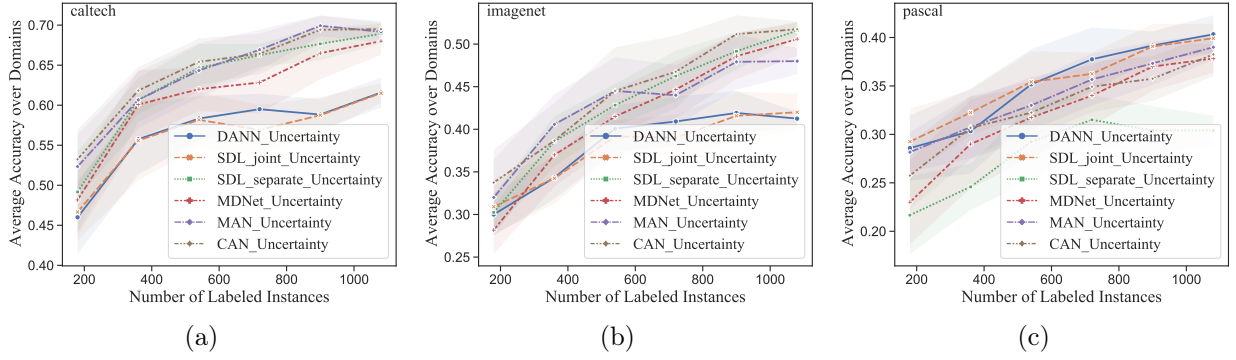 caltech
Average Accuracy over Domains
0.70
0.65
0.60
0.55
0.50
0.45
0.40
DANN_Uncertainty
SDL_joint_Uncertainty
SDL_separate_Uncertainty
MDNet_Uncertainty
MAN_Uncertainty
CAN_Uncertainty
200 400 600 800 1000
Number of Labeled Instances
(a)
imagenet
Average Accuracy over Domains
0.50
0.45
0.40
0.35
0.30
0.25
DANN_Uncertainty
SDL_joint_Uncertainty
SDL_separate_Uncertainty
MDNet_Uncertainty
MAN_Uncertainty
CAN_Uncertainty
200 400 600 800 1000
Number of Labeled Instances
(b)
pascal
Average Accuracy over Domains
0.40
0.35
0.30
0.25
0.20
DANN_Uncertainty
SDL_joint_Uncertainty
SDL_separate_Uncertainty
MDNet_Uncertainty
MAN_Uncertainty
CAN_Uncertainty
200 400 600 800 1000
Number of Labeled Instances
(c)